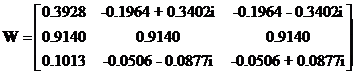 W = [0.3928 -0.1964 + 0.3402i -0.1964 - 0.3402i
0.9140 0.9140 0.9140
0.1013 -0.0506 - 0.0877i -0.0506 + 0.0877i]